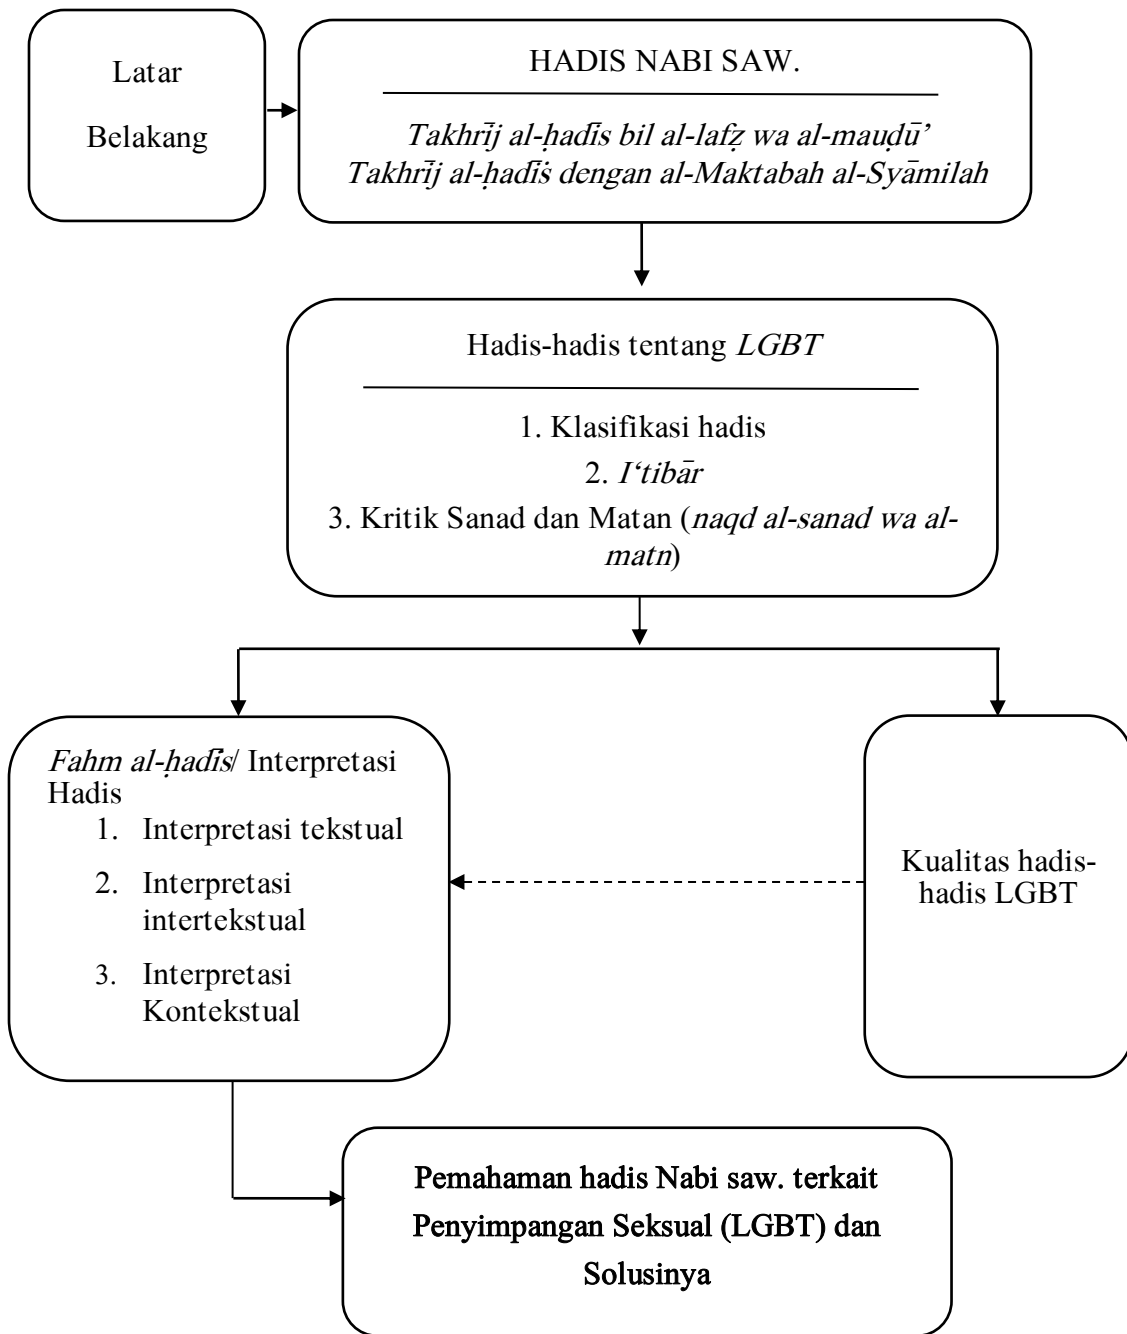 Latar
Belakang
HADIS NABI SAW.
Takhrīj al-ḥadīs bil al-lafẓ wa al-mauḍū’
Takhrīj al-ḥadīṡ dengan al-Maktabah al-Syāmilah
Hadis-hadis tentang LGBT
1. Klasifikasi hadis
2. I‘tibār
3. Kritik Sanad dan Matan (naqd al-sanad wa al-
matn)
Fahm al-ḥadīs/ Interpretasi
Hadis
1. Interpretasi tekstual
2. Interpretasi
intertekstual
3. Interpretasi
Kontekstual
Kualitas hadis-
hadis LGBT
Pemahaman hadis Nabi saw. terkait
Penyimpangan Seksual (LGBT) dan
Solusinya